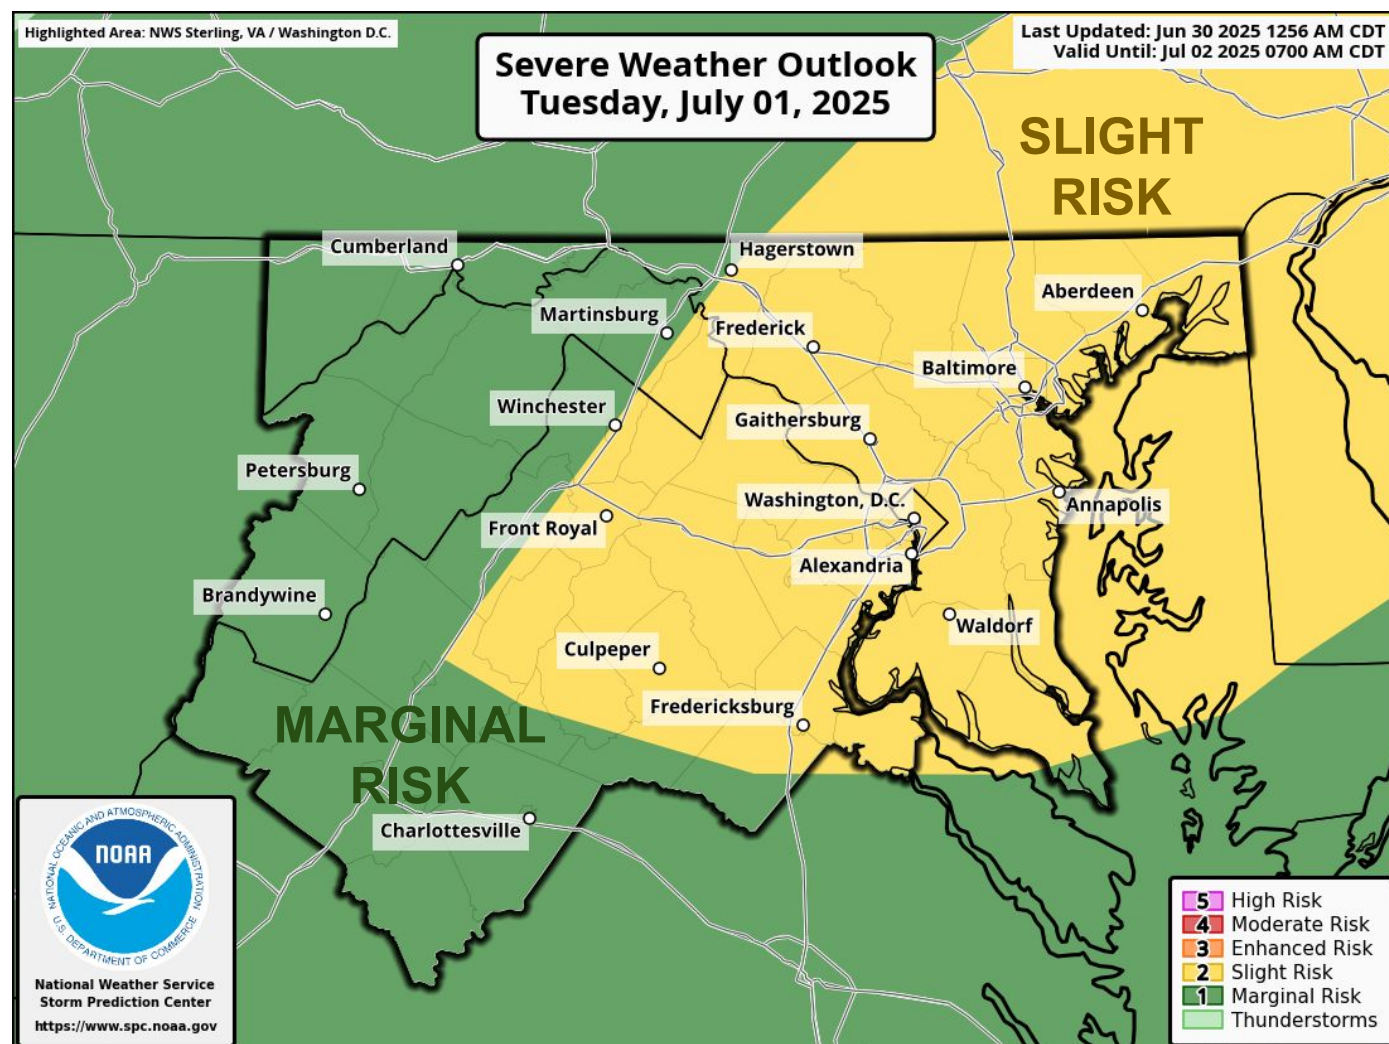 Highlighted Area: NWS Sterling, VA / Washington D.C.
Last Updated: Jun 30 2025 1256 AM CDT
Valid Until: Jul 02 2025 0700 AM CDT
Severe Weather Outlook
Tuesday, July 01, 2025
SLIGHT
RISK
Cumberland
Hagerstown
Aberdeen
Martinsburg
Frederick
Baltimore
Winchester
Gaithersburg
Petersburg
Washington, D.C.
Annapolis
Front Royal
Alexandria
Brandywine
Waldorf
Culpeper
Fredericksburg
MARGINAL
RISK
Charlottesville
NATIONAL OCEANIC AND ATMOSPHERIC ADMINISTRATION
NOAA
U.S. DEPARTMENT OF COMMERCE
National Weather Service
Storm Prediction Center
https://www.spc.noaa.gov
5 High Risk
4 Moderate Risk
3 Enhanced Risk
2 Slight Risk
1 Marginal Risk
Thunderstorms